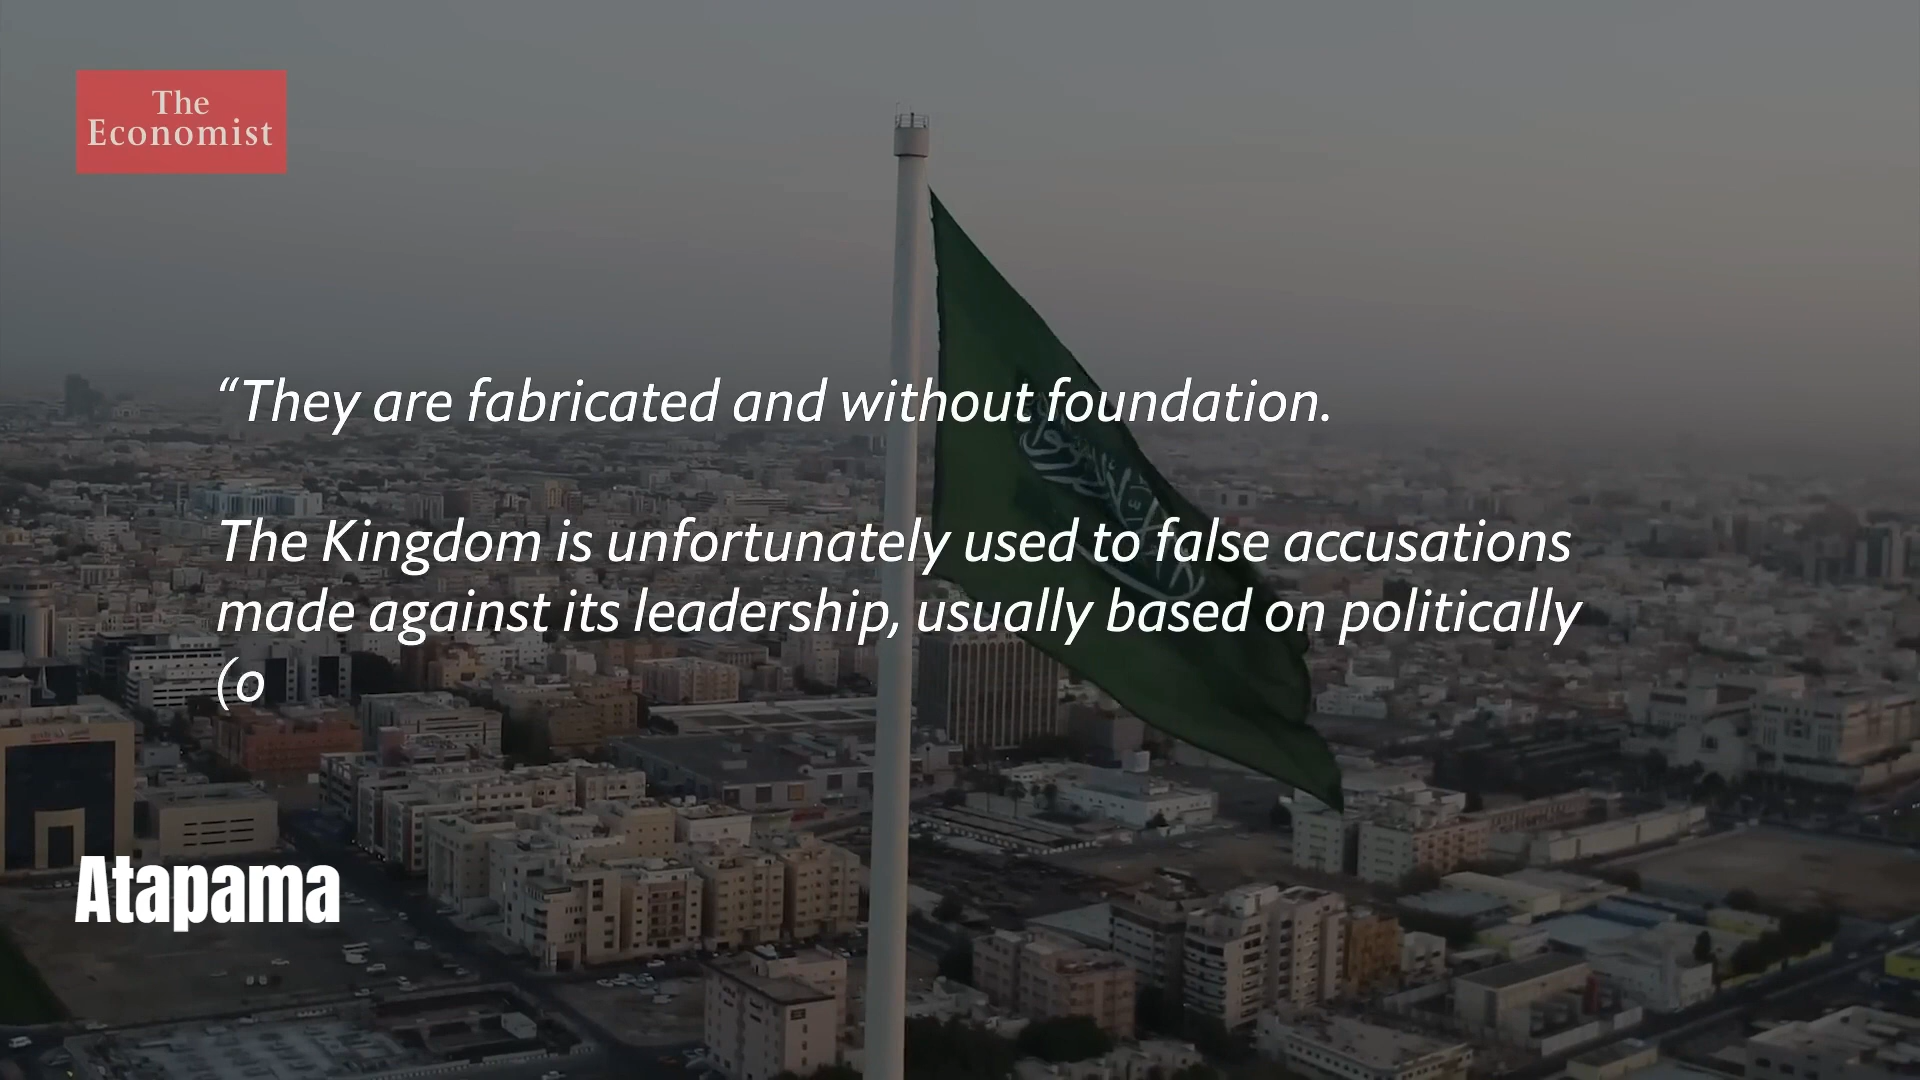 The
Economist
“They are fabricated and without foundation.
The Kingdom is unfortunately used to false accusations
made against its leadership, usually based on politically
(o
Atapama